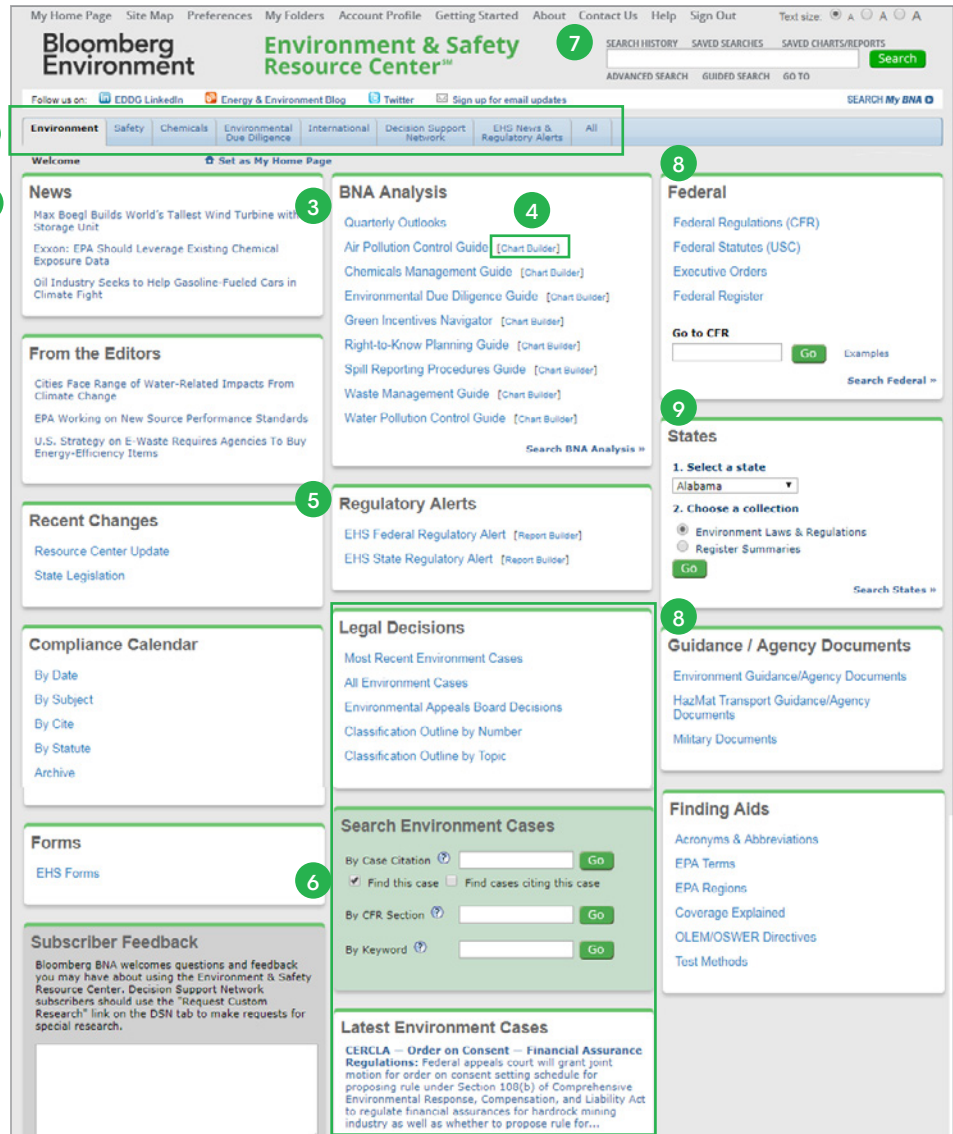 My Home Page Site Map Preferences My Folders Account Profile Getting Started About Contact Us Help Sign Out Text size: A A A
Bloomberg
Environment
Environment & Safety
Resource Center℠
7
SEARCH HISTORY SAVED SEARCHES SAVED CHARTS/REPORTS
Search
ADVANCED SEARCH GUIDED SEARCH GO TO
Follow us on: EDDG LinkedIn Energy & Environment Blog Twitter Sign up for email updates SEARCH My BNA
Environment Safety Chemicals Environmental Due Diligence International Decision Support Network EHS News & Regulatory Alerts All
Welcome Set as My Home Page
News
Max Boegl Builds World's Tallest Wind Turbine with
Storage Unit
Exxon: EPA Should Leverage Existing Chemical
Exposure Data
Oil Industry Seeks to Help Gasoline-Fueled Cars in
Climate Fight
From the Editors
Cities Face Range of Water-Related Impacts From
Climate Change
EPA Working on New Source Performance Standards
U.S. Strategy on E-Waste Requires Agencies To Buy
Energy-Efficiency Items
Recent Changes
Resource Center Update
State Legislation
Compliance Calendar
By Date
By Subject
By Cite
By Statute
Archive
Forms
EHS Forms
Subscriber Feedback
Bloomberg BNA welcomes questions and feedback
you may have about using the Environment & Safety
Resource Center. Decision Support Network
subscribers should use the "Request Custom
Research" link on the DSN tab to make requests for
special research.
3
BNA Analysis
4
Quarterly Outlooks
Air Pollution Control Guide [Chart Builder]
Chemicals Management Guide [Chart Builder]
Environmental Due Diligence Guide [Chart Builder]
Green Incentives Navigator [Chart Builder]
Right-to-Know Planning Guide [Chart Builder]
Spill Reporting Procedures Guide [Chart Builder]
Waste Management Guide [Chart Builder]
Water Pollution Control Guide [Chart Builder]
Search BNA Analysis »
5
Regulatory Alerts
EHS Federal Regulatory Alert [Report Builder]
EHS State Regulatory Alert [Report Builder]
Legal Decisions
Most Recent Environment Cases
All Environment Cases
Environmental Appeals Board Decisions
Classification Outline by Number
Classification Outline by Topic
Search Environment Cases
By Case Citation ? Go
6
Find this case Find cases citing this case
By CFR Section ? Go
By Keyword ? Go
Latest Environment Cases
CERCLA — Order on Consent — Financial Assurance
Regulations: Federal appeals court will grant joint
motion for order on consent setting schedule for
proposing rule under Section 108(b) of Comprehensive
Environmental Response, Compensation, and Liability Act
to regulate financial assurances for hardrock mining
industry as well as whether to propose rule for...
8
Federal
Federal Regulations (CFR)
Federal Statutes (USC)
Executive Orders
Federal Register
Go to CFR
Go Examples
Search Federal »
9
States
1. Select a state
Alabama
2. Choose a collection
Environment Laws & Regulations
Register Summaries
Go
Search States »
8
Guidance / Agency Documents
Environment Guidance/Agency Documents
HazMat Transport Guidance/Agency
Documents
Military Documents
Finding Aids
Acronyms & Abbreviations
EPA Terms
EPA Regions
Coverage Explained
OLEM/OSWER Directives
Test Methods